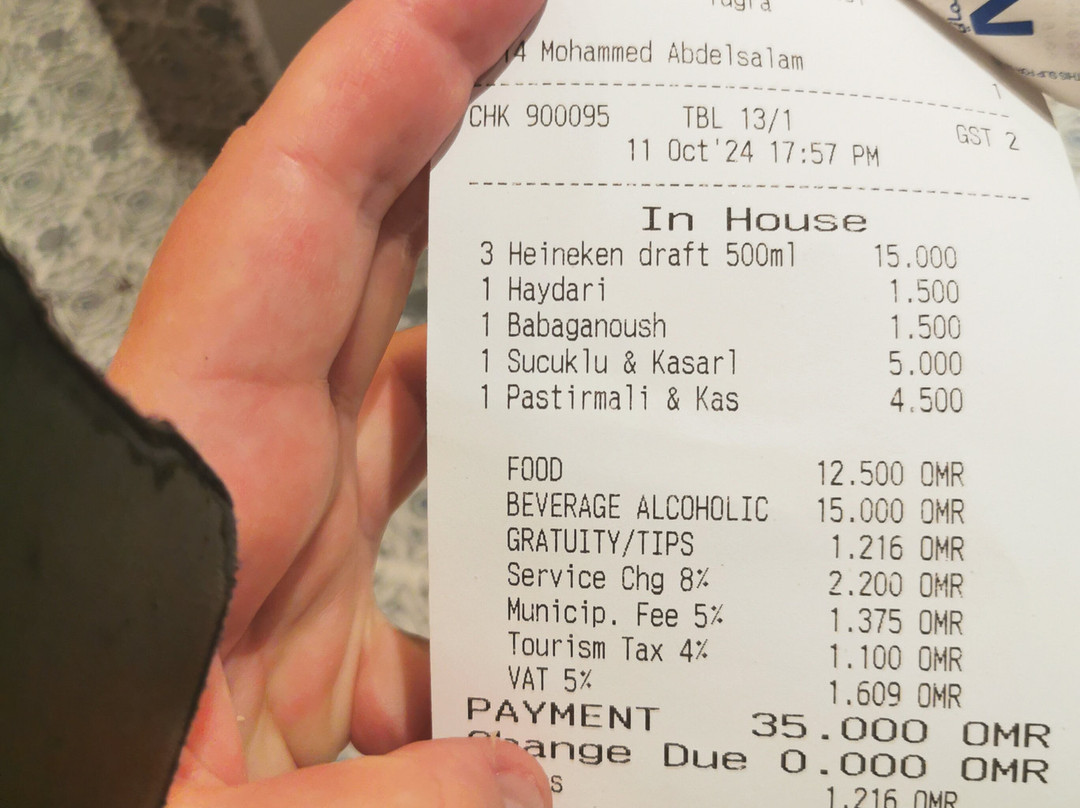 Tugra
14 Mohammed Abdelsalam
1
CHK 900095 TBL 13/1 GST 2
11 Oct'24 17:57 PM
In House
3 Heineken draft 500ml 15.000
1 Haydari 1.500
1 Babaganoush 1.500
1 Sucuklu & Kasarl 5.000
1 Pastirmali & Kas 4.500
FOOD 12.500 OMR
BEVERAGE ALCOHOLIC 15.000 OMR
GRATUITY/TIPS 1.216 OMR
Service Chg 8% 2.200 OMR
Municip. Fee 5% 1.375 OMR
Tourism Tax 4% 1.100 OMR
VAT 5% 1.609 OMR
PAYMENT 35.000 OMR
Change Due 0.000 OMR
1.216 OMR